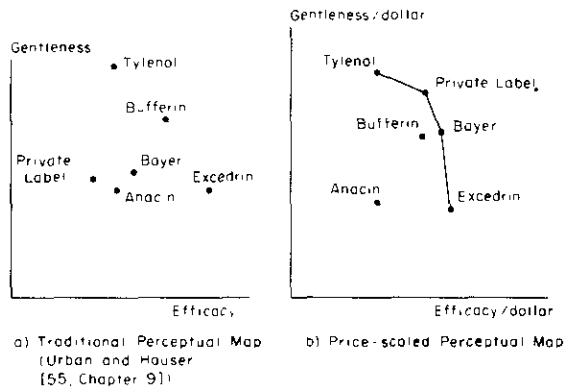 Gentleness
Tylenol
Bufferin
Private
Label
Bayer
Anacin
Excedrin
Efficacy
a) Traditional Perceptual Map
(Urban and Hauser
[55, Chapter 9])
Gentleness/dollar
Tylenol
Private Label
Bufferin
Bayer
Anacin
Excedrin
Efficacy/dollar
b) Price-scaled Perceptual Map